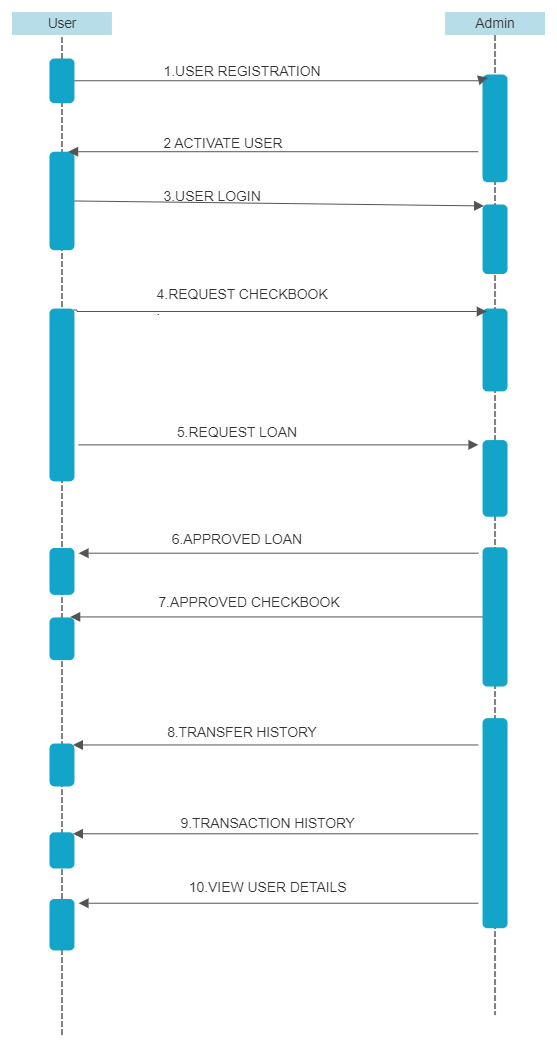 User
Admin
1.USER REGISTRATION
2 ACTIVATE USER
3.USER LOGIN
4.REQUEST CHECKBOOK
.
5.REQUEST LOAN
6.APPROVED LOAN
7.APPROVED CHECKBOOK
8.TRANSFER HISTORY
9.TRANSACTION HISTORY
10.VIEW USER DETAILS